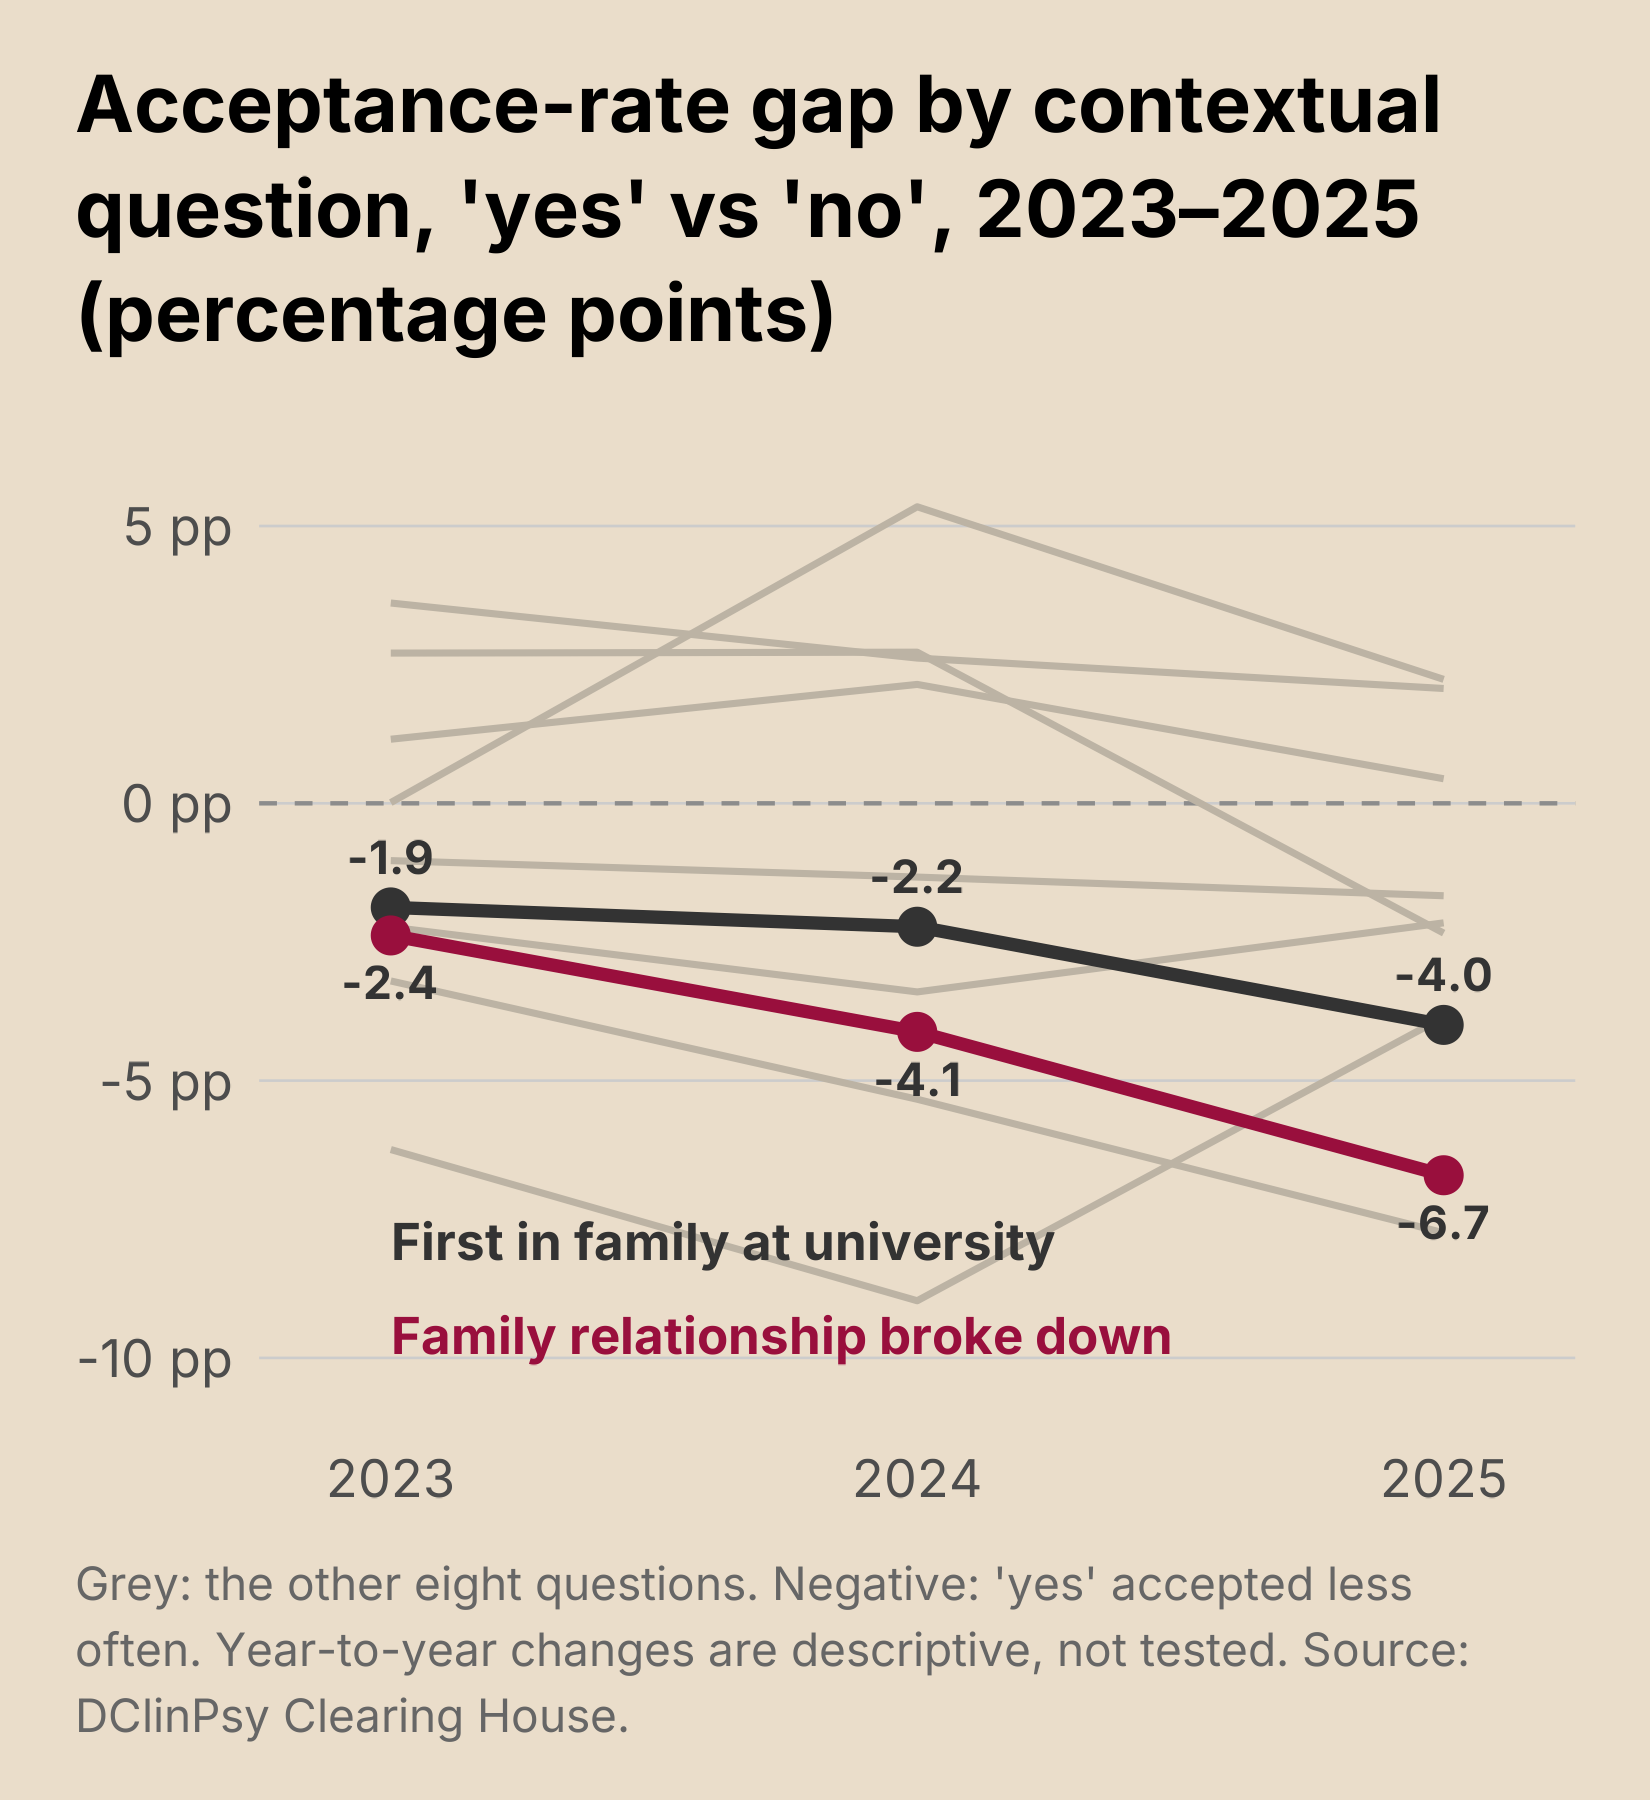 Acceptance-rate gap by contextual
question, 'yes' vs 'no', 2023–2025
(percentage points)
5 pp
0 pp
-1.9
-2.2
-4.0
-2.4
-5 pp
-4.1
-6.7
First in family at university
Family relationship broke down
-10 pp
2023
2024
2025
Grey: the other eight questions. Negative: 'yes' accepted less
often. Year-to-year changes are descriptive, not tested. Source:
DClinPsy Clearing House.